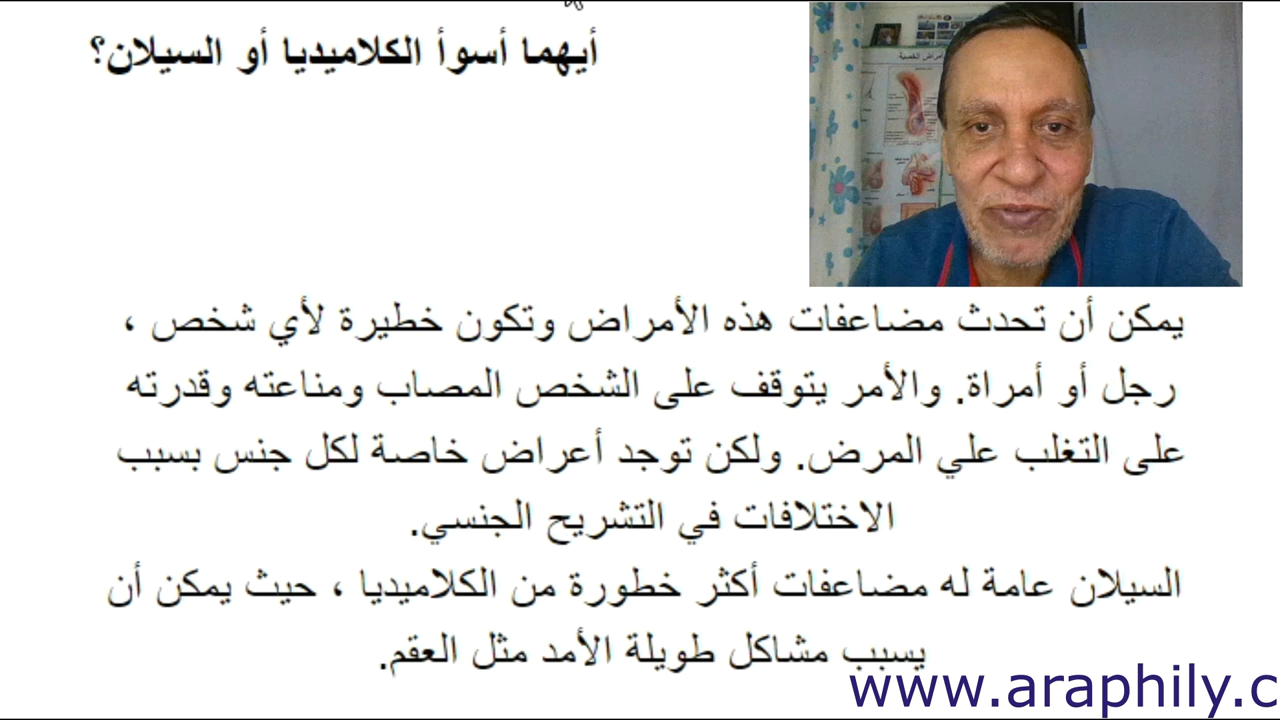 أيهما أسوأ الكلاميديا أو السيلان؟
يمكن أن تحدث مضاعفات هذه الأمراض وتكون خطيرة لأي شخص ،
رجل أو أمراة. والأمر يتوقف على الشخص المصاب ومناعته وقدرته
على التغلب علي المرض. ولكن توجد أعراض خاصة لكل جنس بسبب
الاختلافات في التشريح الجنسي.
السيلان عامة له مضاعفات أكثر خطورة من الكلاميديا ، حيث يمكن أن
يسبب مشاكل طويلة الأمد مثل العقم.
www.araphily.c